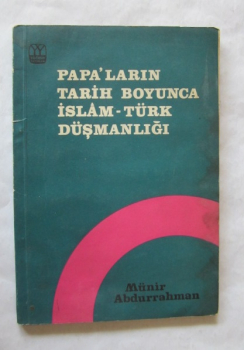 PAPA'LARIN
TARİH BOYUNCA
İSLÂM-TÜRK
DÜŞMANLIĞI
Münir
Abdurrahman